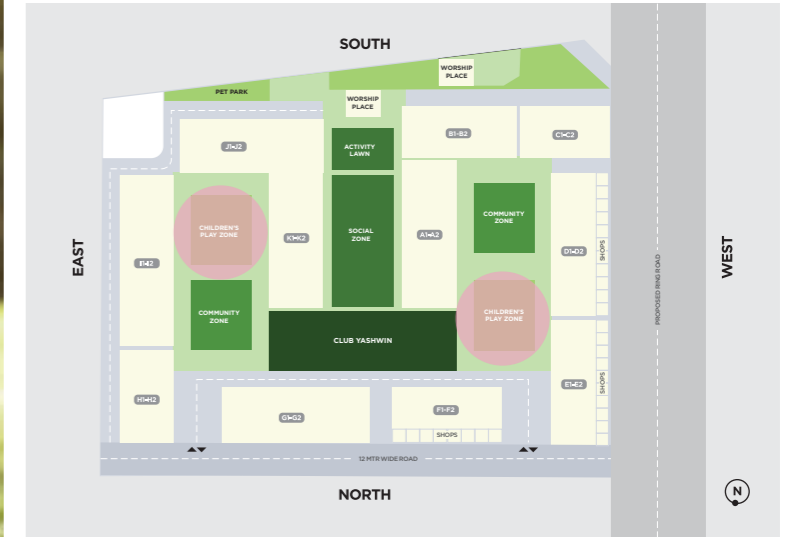 SOUTH
WORSHIP
PLACE
PET PARK
WORSHIP
PLACE
B1-B2
C1-C2
J1-J2
ACTIVITY
LAWN
COMMUNITY
ZONE
CHILDREN'S
PLAY ZONE
K1-K2
SOCIAL
ZONE
A1-A2
D1-D2
SHOPS
EAST
WEST
I1-I2
PROPOSED RING ROAD
COMMUNITY
ZONE
CHILDREN'S
PLAY ZONE
CLUB YASHWIN
E1-E2
SHOPS
H1-H2
G1-G2
F1-F2
SHOPS
12 MTR WIDE ROAD
NORTH
N